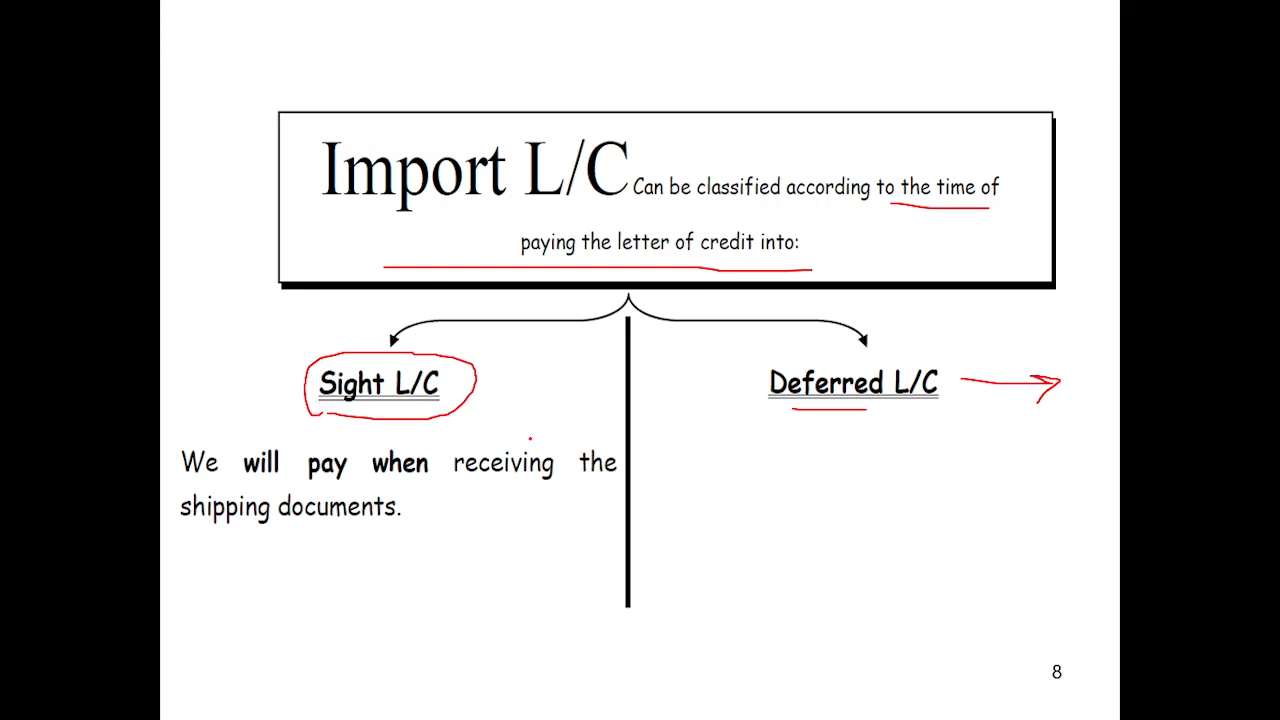 Import L/C Can be classified according to the time of
paying the letter of credit into:
Sight L/C
Deferred L/C
We will pay when receiving the
shipping documents.
8